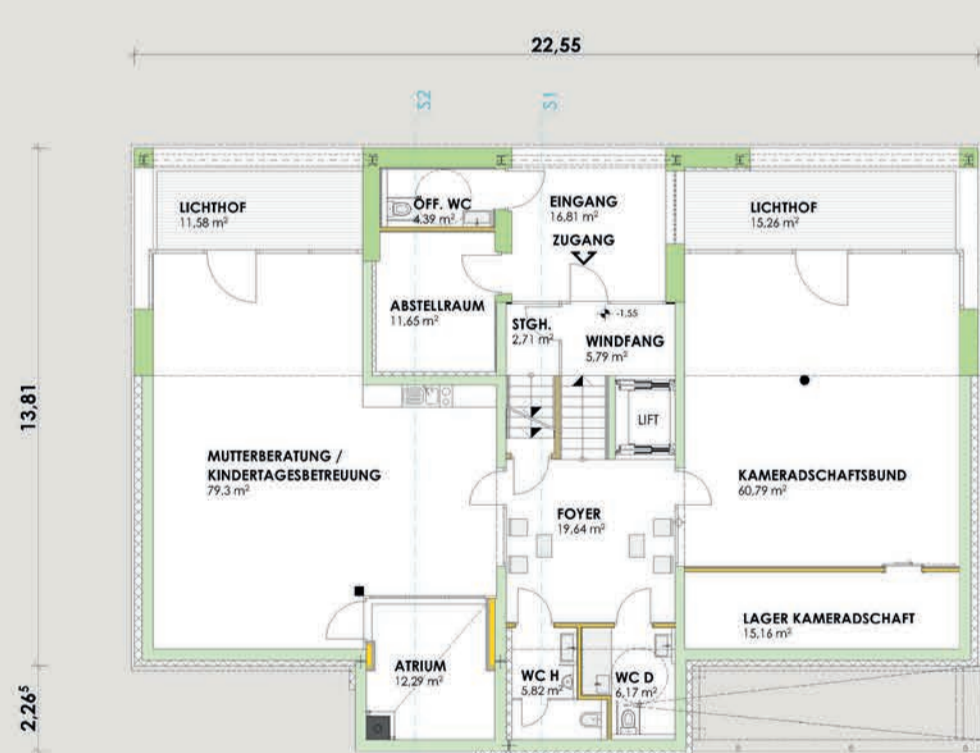 22,55
S2
S1
LICHTHOF
11,58 m²
ÖFF. WC
4.39 m²
EINGANG
16,81 m²
ZUGANG
LICHTHOF
15,26 m²
ABSTELLRAUM
11,65 m²
STGH.
2,71 m²
-1,55
WINDFANG
5,79 m²
LIFT
13,81
MUTTERBERATUNG /
KINDERTAGESBETREUUNG
79.3 m²
KAMERADSCHAFTSBUND
60,79 m²
FOYER
19,64 m²
LAGER KAMERADSCHAFT
15,16 m²
ATRIUM
12,29 m²
WC H
5,82 m²
WC D
6,17 m²
2,26⁵